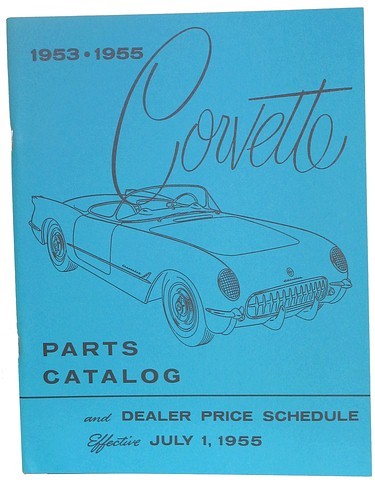 1953 • 1955
Corvette
PARTS
CATALOG
and DEALER PRICE SCHEDULE
Effective JULY 1, 1955